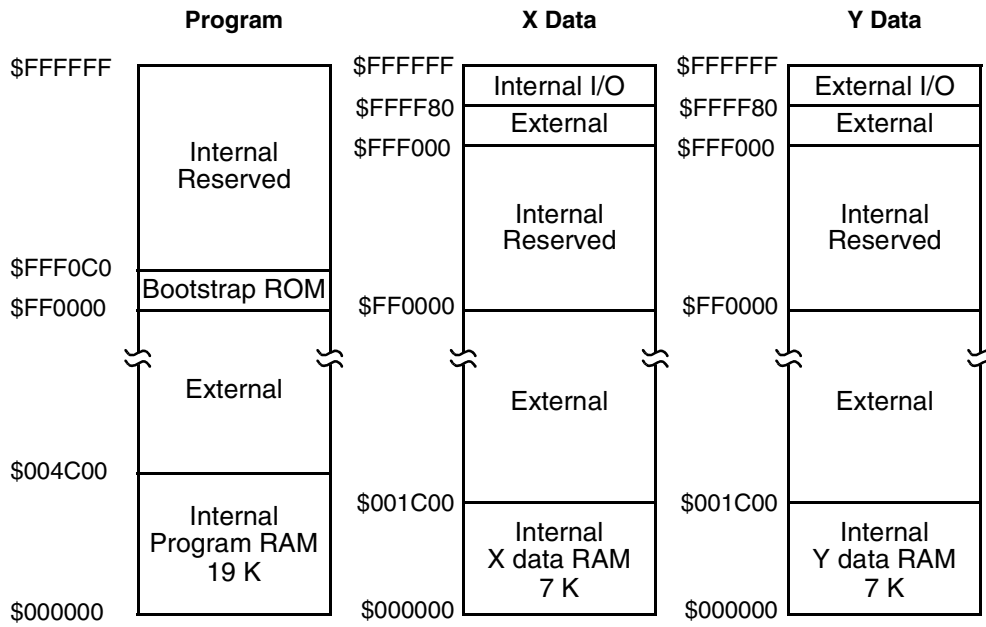 Program
$FFFFFF
Internal
Reserved
$FFF0C0
Bootstrap ROM
$FF0000
External
$004C00
Internal
Program RAM
19 K
$000000
X Data
$FFFFFF
Internal I/O
$FFFF80
External
$FFF000
Internal
Reserved
$FF0000
External
$001C00
Internal
X data RAM
7 K
$000000
Y Data
$FFFFFF
External I/O
$FFFF80
External
$FFF000
Internal
Reserved
$FF0000
External
$001C00
Internal
Y data RAM
7 K
$000000